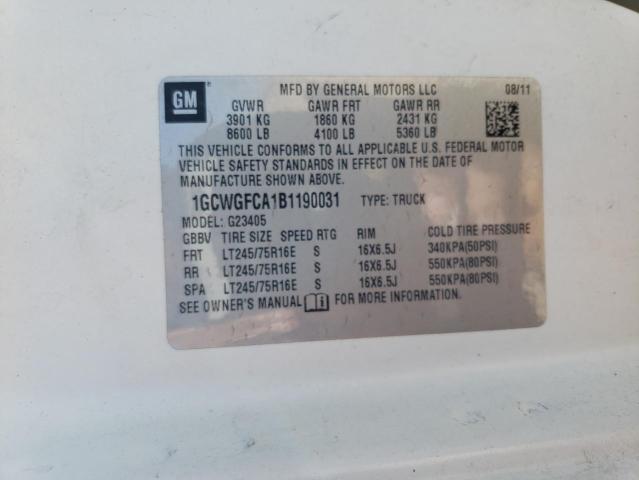 GM
MFD BY GENERAL MOTORS LLC 08/11
GVWR GAWR FRT GAWR RR
3901 KG 1860 KG 2431 KG
8600 LB 4100 LB 5360 LB
THIS VEHICLE CONFORMS TO ALL APPLICABLE U.S. FEDERAL MOTOR
VEHICLE SAFETY STANDARDS IN EFFECT ON THE DATE OF
MANUFACTURE SHOWN ABOVE.
1GCWGFCA1B1190031 TYPE: TRUCK
MODEL: G23405
GBBV TIRE SIZE SPEED RTG RIM COLD TIRE PRESSURE
FRT LT245/75R16E S 16X6.5J 340KPA(50PSI)
RR LT245/75R16E S 16X6.5J 550KPA(80PSI)
SPA LT245/75R16E S 16X6.5J 550KPA(80PSI)
SEE OWNER'S MANUAL FOR MORE INFORMATION.